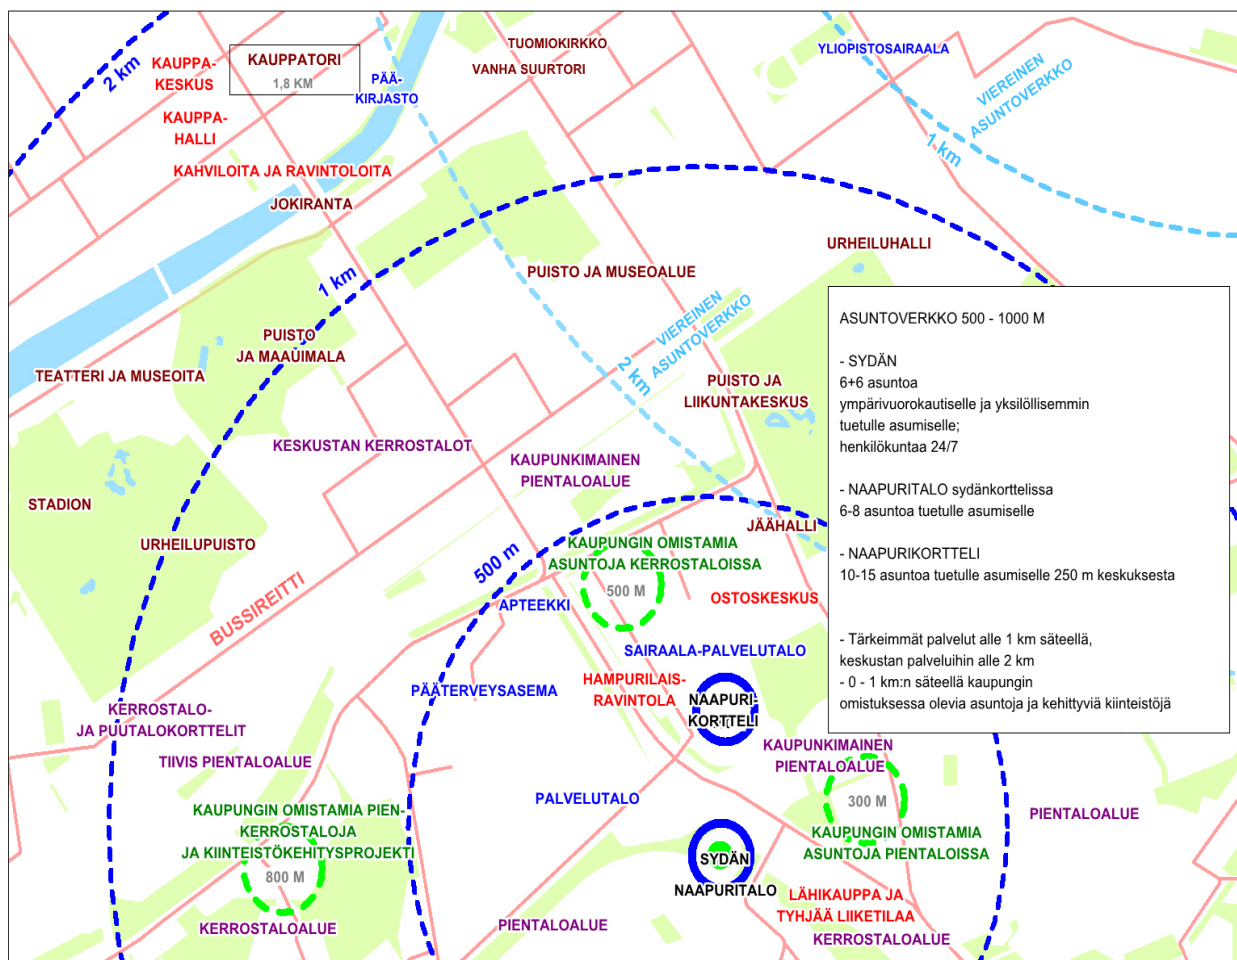 2 km
KAUPPA-
KESKUS
KAUPPATORI
1,8 KM
PÄÄ-
KIRJASTO
TUOMIOKIRKKO
VANHA SUURTORI
YLIOPISTOSAIRAALA
VIEREINEN
ASUNTOVERKKO
1 km
KAUPPA-
HALLI
KAHVILOITA JA RAVINTOLOITA
JOKIRANTA
1 km
PUISTO JA MUSEOALUE
URHEILUHALLI
PUISTO
JA MAAUIMALA
TEATTERI JA MUSEOITA
VIEREINEN
ASUNTOVERKKO
2 km
PUISTO JA
LIIKUNTAKESKUS
KESKUSTAN KERROSTALOT
KAUPUNKIMAINEN
PIENTALOALUE
STADION
URHEILUPUISTO
BUSSIREITTI
500 m
JÄÄHALLI
KAUPUNGIN OMISTAMIA
ASUNTOJA KERROSTALOISSA
500 M
APTEEKKI
OSTOSKESKUS
SAIRAALA-PALVELUTALO
PÄÄTERVEYSASEMA
HAMPURILAIS-
RAVINTOLA
NAAPURI-
KORTTELI
KERROSTALO-
JA PUUTALOKORTTELIT
TIIVIS PIENTALOALUE
KAUPUNKIMAINEN
PIENTALOALUE
300 M
KAUPUNGIN OMISTAMIA
ASUNTOJA PIENTALOISSA
PIENTALOALUE
PALVELUTALO
KAUPUNGIN OMISTAMIA PIEN-
KERROSTALOJA
JA KIINTEISTÖKEHITYSPROJEKTI
800 M
KERROSTALOALUE
SYDÄN
NAAPURITALO
PIENTALOALUE
LÄHIKAUPPA JA
TYHJÄÄ LIIKETILAA
KERROSTALOALUE
ASUNTOVERKKO 500 - 1000 M
- SYDÄN
6+6 asuntoa
ympärivuorokautiselle ja yksilöllisemmin
tuetulle asumiselle;
henkilökuntaa 24/7
- NAAPURITALO sydänkorttelissa
6-8 asuntoa tuetulle asumiselle
- NAAPURIKORTTELI
10-15 asuntoa tuetulle asumiselle 250 m keskuksesta
- Tärkeimmät palvelut alle 1 km säteellä,
keskustan palveluihin alle 2 km
- 0 - 1 km:n säteellä kaupungin
omistuksessa olevia asuntoja ja kehittyviä kiinteistöjä